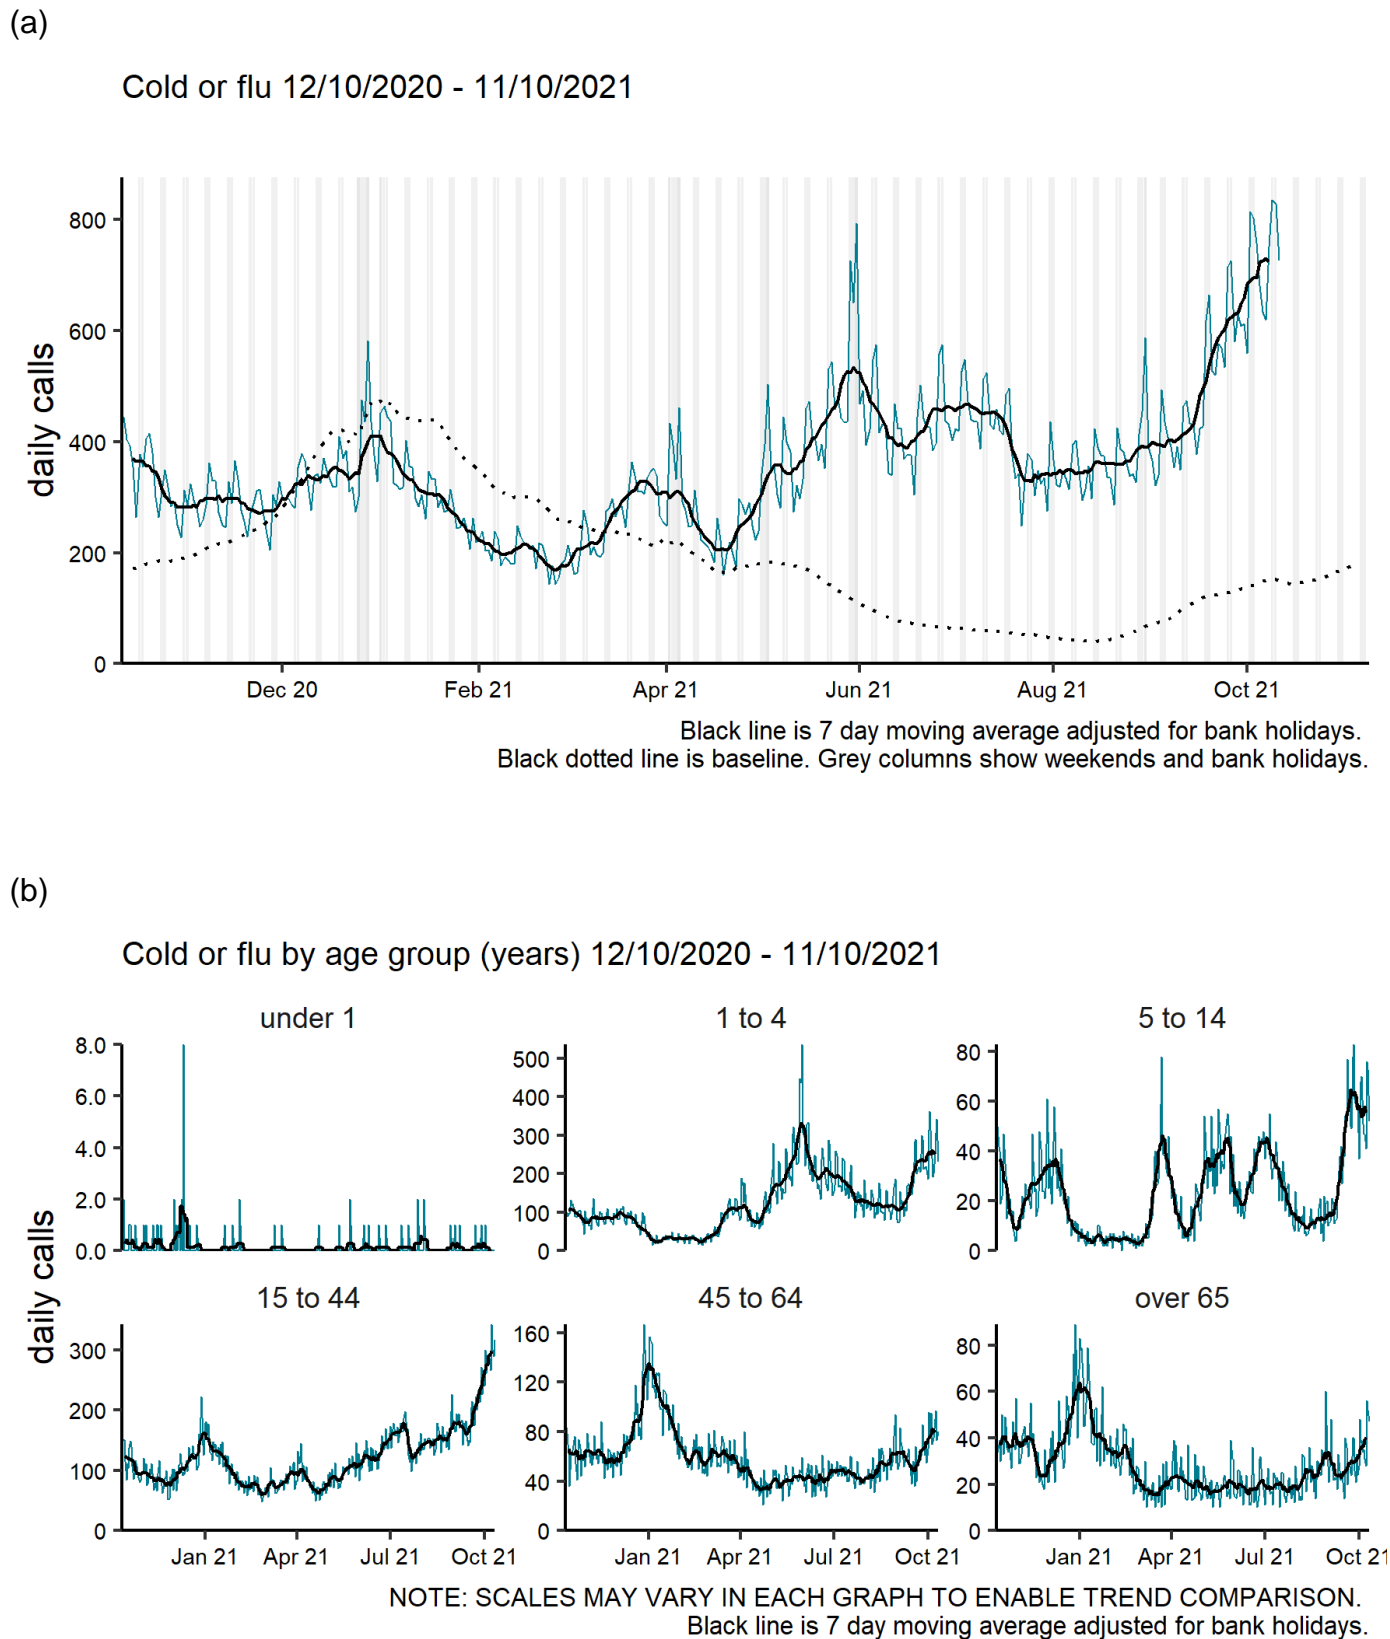 (a)
Cold or flu 12/10/2020 - 11/10/2021
daily calls
800
600
400
200
0
Dec 20 Feb 21 Apr 21 Jun 21 Aug 21 Oct 21
Black line is 7 day moving average adjusted for bank holidays.
Black dotted line is baseline. Grey columns show weekends and bank holidays.
(b)
Cold or flu by age group (years) 12/10/2020 - 11/10/2021
daily calls
under 1
8.0
6.0
4.0
2.0
0.0
1 to 4
500
400
300
200
100
0
5 to 14
80
60
40
20
0
15 to 44
300
200
100
0
Jan 21 Apr 21 Jul 21 Oct 21
45 to 64
160
120
80
40
0
Jan 21 Apr 21 Jul 21 Oct 21
over 65
80
60
40
20
0
Jan 21 Apr 21 Jul 21 Oct 21
NOTE: SCALES MAY VARY IN EACH GRAPH TO ENABLE TREND COMPARISON.
Black line is 7 day moving average adjusted for bank holidays.